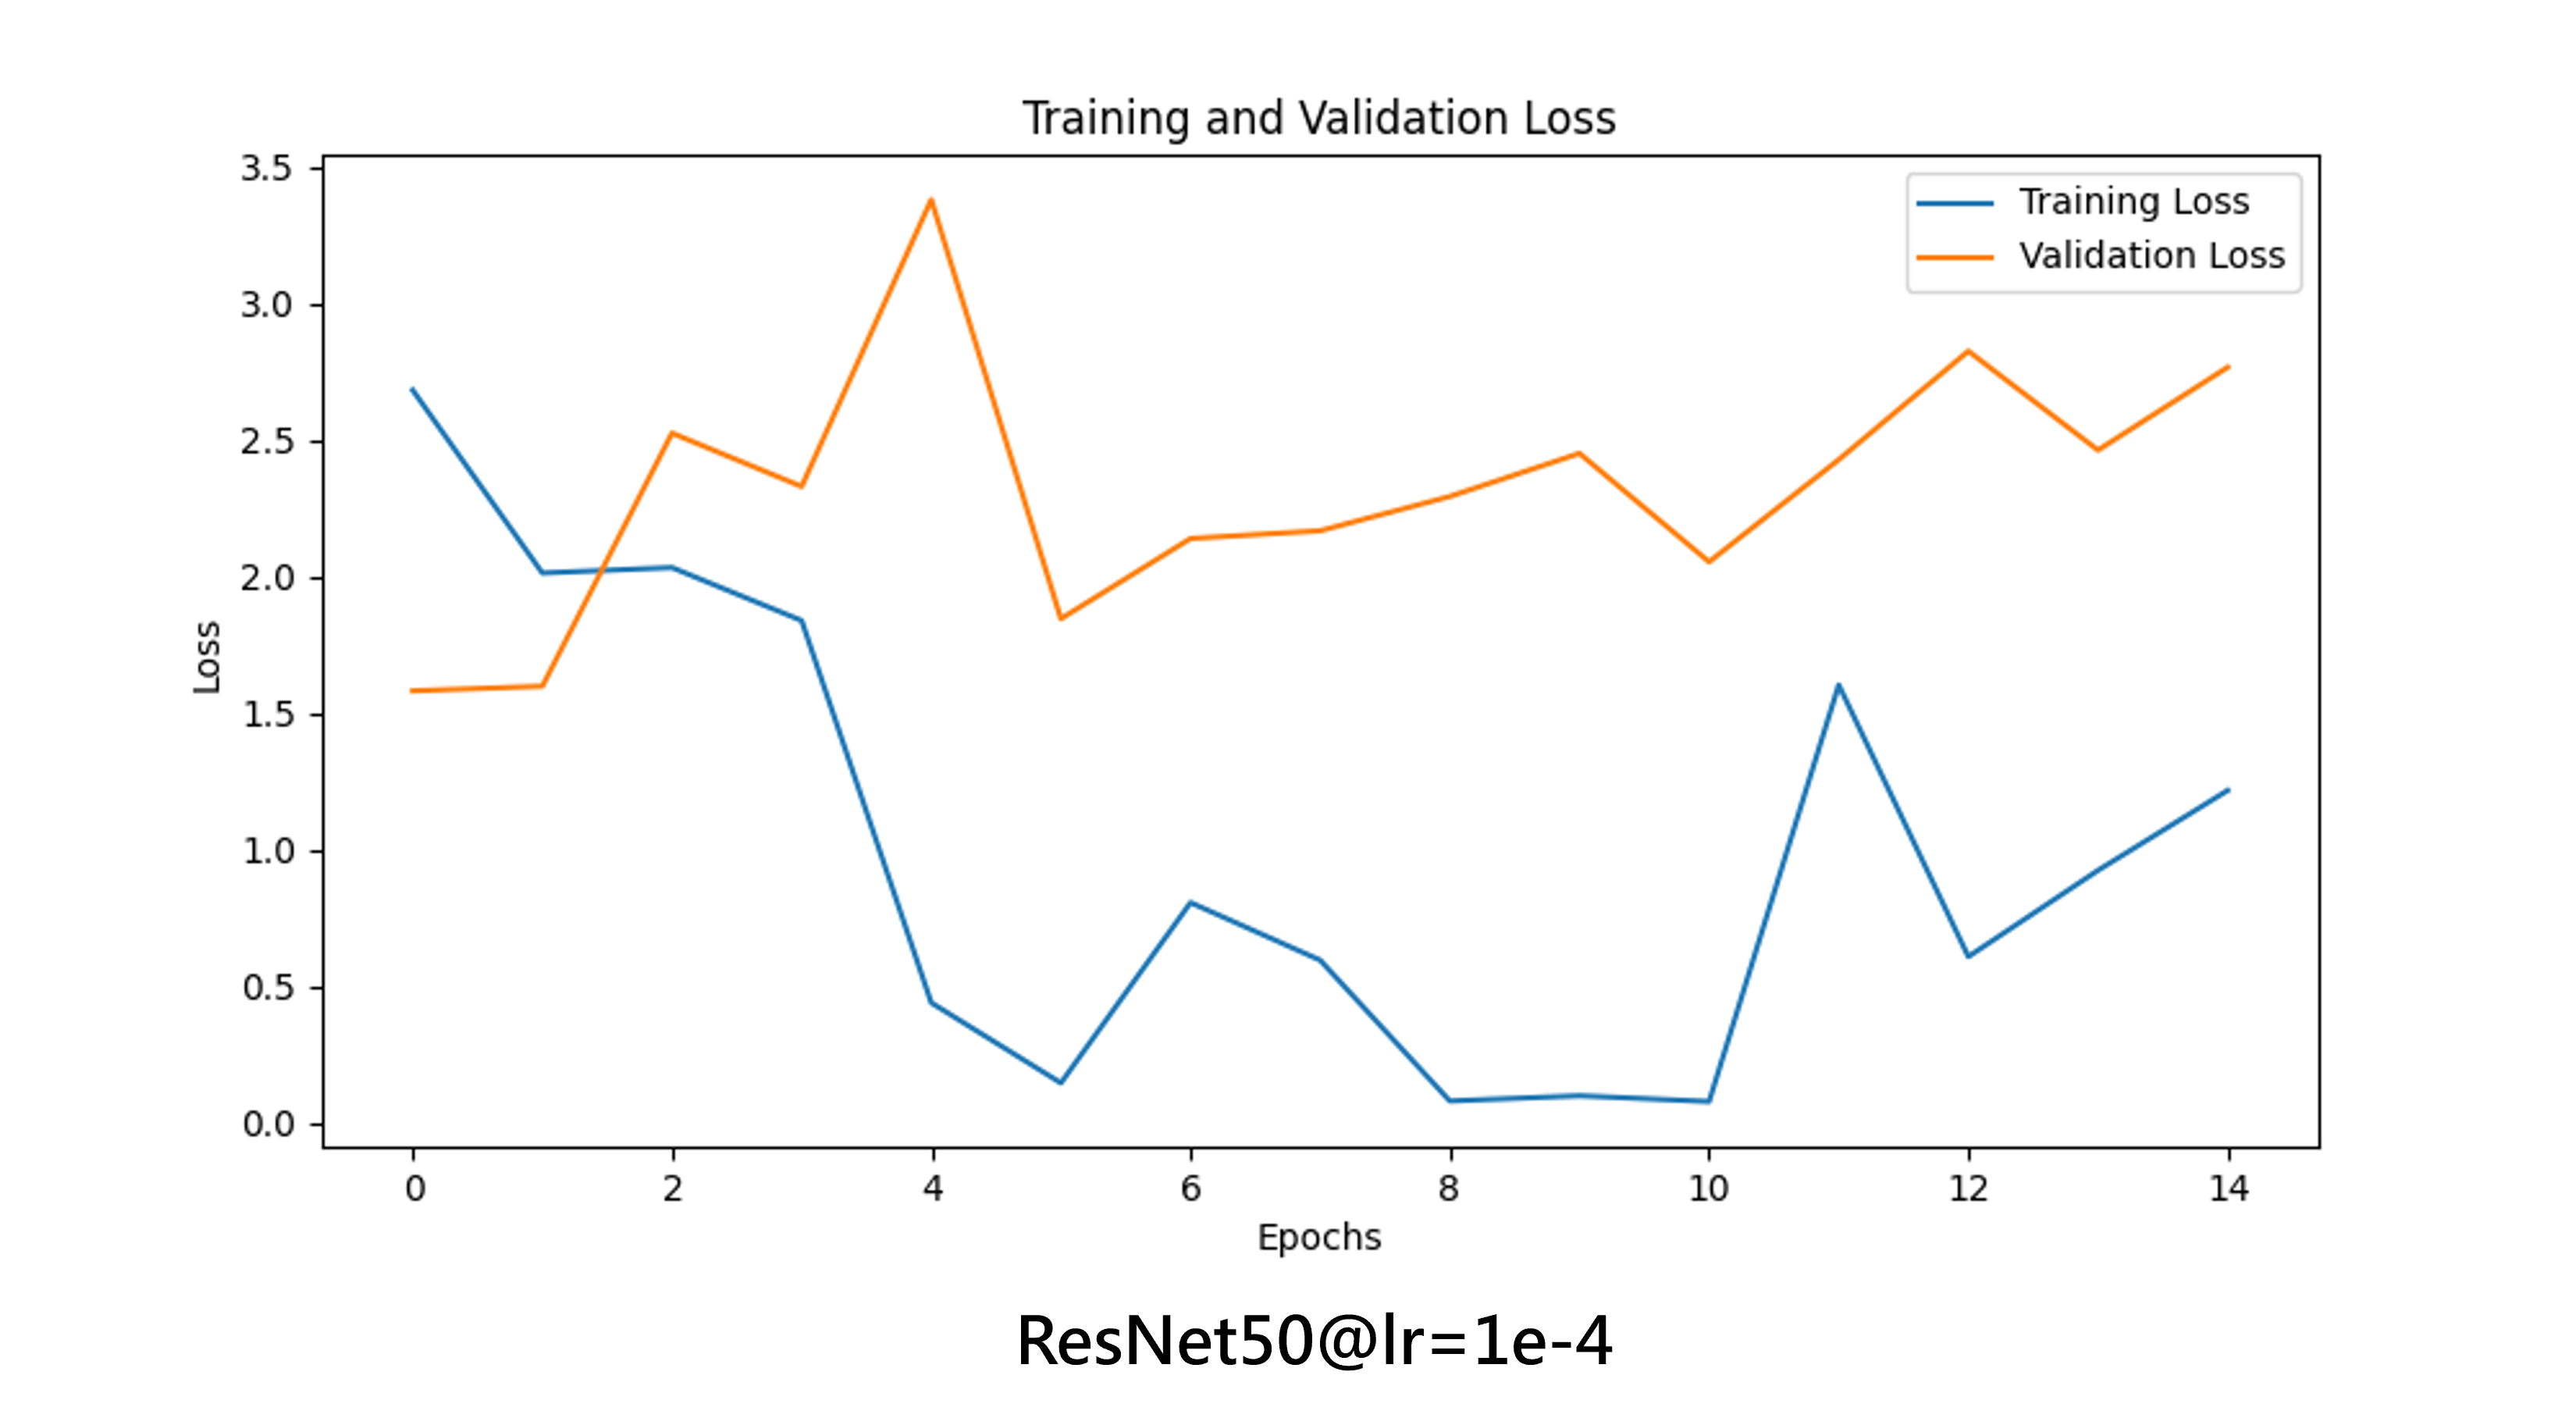 Training and Validation Loss
3.5
3.0
2.5
2.0
1.5
1.0
0.5
0.0
Loss
Training Loss
Validation Loss
0 2 4 6 8 10 12 14
Epochs
ResNet50@lr=1e-4